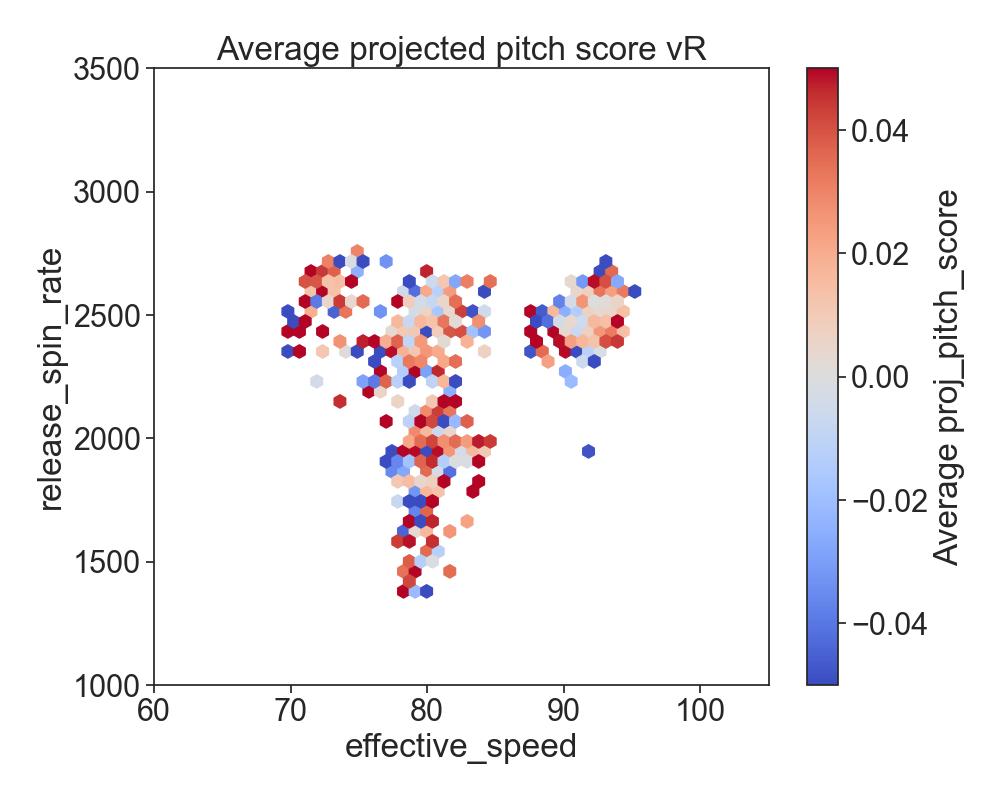 Average projected pitch score vR
3500
3000
2500
2000
1500
1000
release_spin_rate
60 70 80 90 100
effective_speed
0.04
0.02
0.00
−0.02
−0.04
Average proj_pitch_score